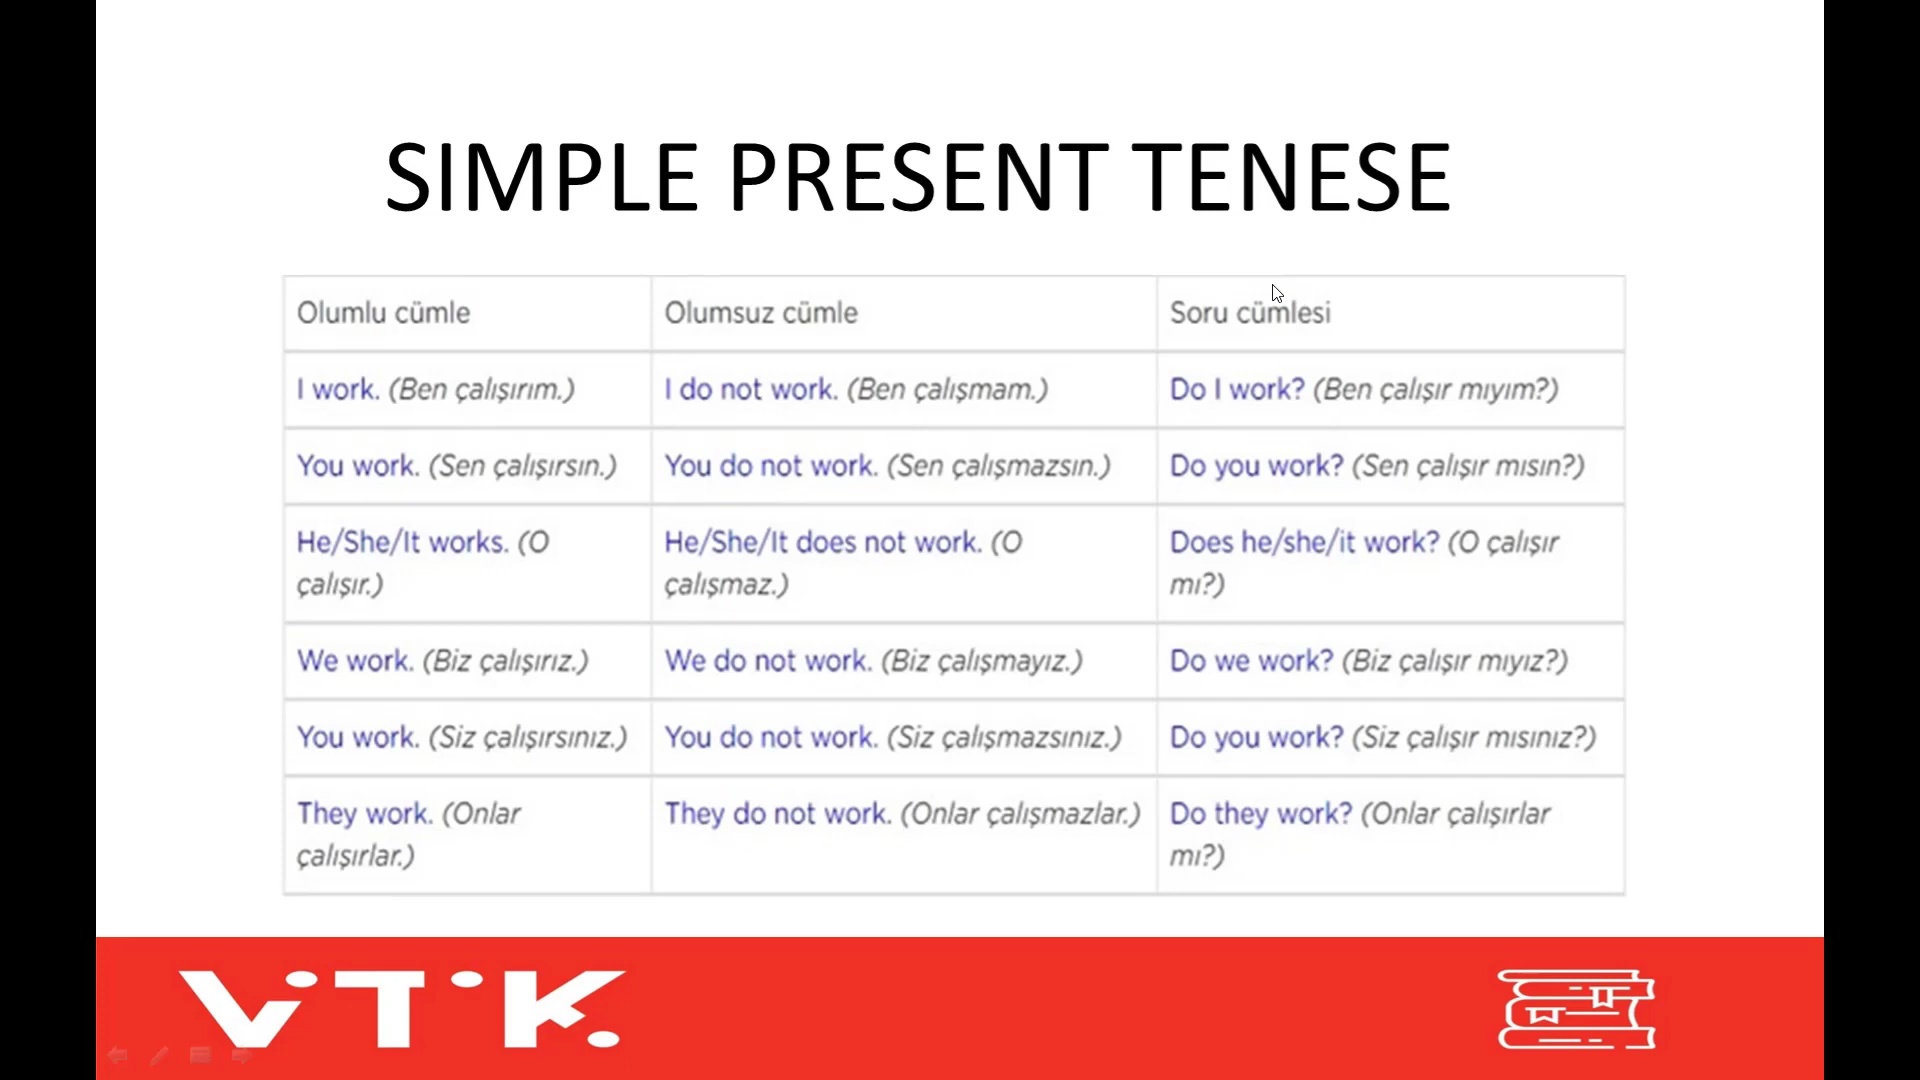 SIMPLE PRESENT TENESE
Olumlu cümle
Olumsuz cümle
Soru cümlesi
I work. (Ben çalışırım.)
I do not work. (Ben çalışmam.)
Do I work? (Ben çalışır mıyım?)
You work. (Sen çalışırsın.)
You do not work. (Sen çalışmazsın.)
Do you work? (Sen çalışır mısın?)
He/She/It works. (O
çalışır.)
He/She/It does not work. (O
çalışmaz.)
Does he/she/it work? (O çalışır
mı?)
We work. (Biz çalışırız.)
We do not work. (Biz çalışmayız.)
Do we work? (Biz çalışır mıyız?)
You work. (Siz çalışırsınız.)
You do not work. (Siz çalışmazsınız.)
Do you work? (Siz çalışır mısınız?)
They work. (Onlar
çalışırlar.)
They do not work. (Onlar çalışmazlar.)
Do they work? (Onlar çalışırlar
mı?)
VTK